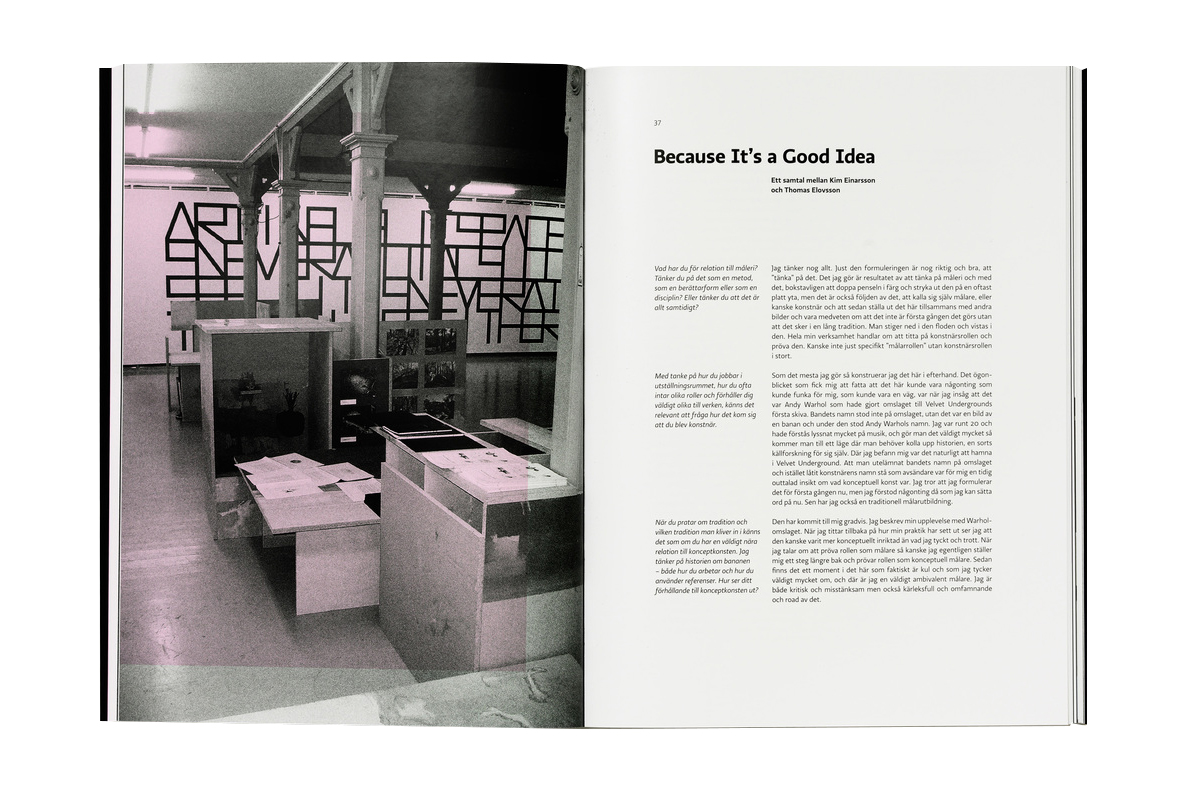 37
Because It's a Good Idea
Ett samtal mellan Kim Einarsson
och Thomas Elovsson
Vad har du för relation till måleri?
Tänker du på det som en metod,
som en berättarform eller som en
disciplin? Eller tänker du att det är
allt samtidigt?
Jag tänker nog allt. Just den formuleringen är nog riktig och bra, att
"tänka" på det. Det jag gör är resultatet av att tänka på måleri och med
det, bokstavligen att doppa penseln i färg och stryka ut den på en oftast
platt yta, men det är också följden av det, att kalla sig själv målare, eller
kanske konstnär och att sedan ställa ut det här tillsammans med andra
bilder och vara medveten om att det inte är första gången det görs utan
att det sker i en lång tradition. Man stiger ned i den floden och vistas i
den. Hela min verksamhet handlar om att titta på konstnärsrollen och
pröva den. Kanske inte just specifikt "målarrollen" utan konstnärsrollen
i stort.
Med tanke på hur du jobbar i
utställningsrummet, hur du ofta
intar olika roller och förhåller dig
väldigt olika till verken, känns det
relevant att fråga hur det kom sig
att du blev konstnär.
Som det mesta jag gör så konstruerar jag det här i efterhand. Det ögon-
blicket som fick mig att fatta att det här kunde vara någonting som
kunde funka för mig, som kunde vara en väg, var när jag insåg att det
var Andy Warhol som hade gjort omslaget till Velvet Undergrounds
första skiva. Bandets namn stod inte på omslaget, utan det var en bild av
en banan och under den stod Andy Warhols namn. Jag var runt 20 och
hade förstås lyssnat mycket på musik, och gör man det väldigt mycket så
kommer man till ett läge där man behöver kolla upp historien, en sorts
källforskning för sig själv. Där jag befann mig var det naturligt att hamna
i Velvet Underground. Att man utelämnat bandets namn på omslaget
och istället låtit konstnärens namn stå som avsändare var för mig en tidig
outtalad insikt om vad conceptuell konst var. Jag tror att jag formulerar
det för första gången nu, men jag förstod någonting då som jag kan sätta
ord på nu. Sen har jag också en traditionell målarutbildning.
När du pratar om tradition och
vilken tradition man kliver in i känns
det som om du har en väldigt nära
relation till konceptkonsten. Jag
tänker på historien om bananen
– både hur du arbetar och hur du
använder referenser. Hur ser ditt
förhållande till konceptkonsten ut?
Den har kommit till mig gradvis. Jag beskrev min upplevelse med Warhol-
omslaget. När jag tittar tillbaka på hur min praktik har sett ut ser jag att
den kanske varit mer konceptuellt inriktad än vad jag tyckt och trott. När
jag talar om att pröva rollen som målare så kanske jag egentligen ställer
mig ett steg längre bak och prövar rollen som konceptuell målare. Sedan
finns det ett moment i det här som faktiskt är kul och som jag tycker
väldigt mycket om, och där är jag en väldigt ambivalent målare. Jag är
både kritisk och misstänksam men också kärleksfull och omfamnande
och road av det.